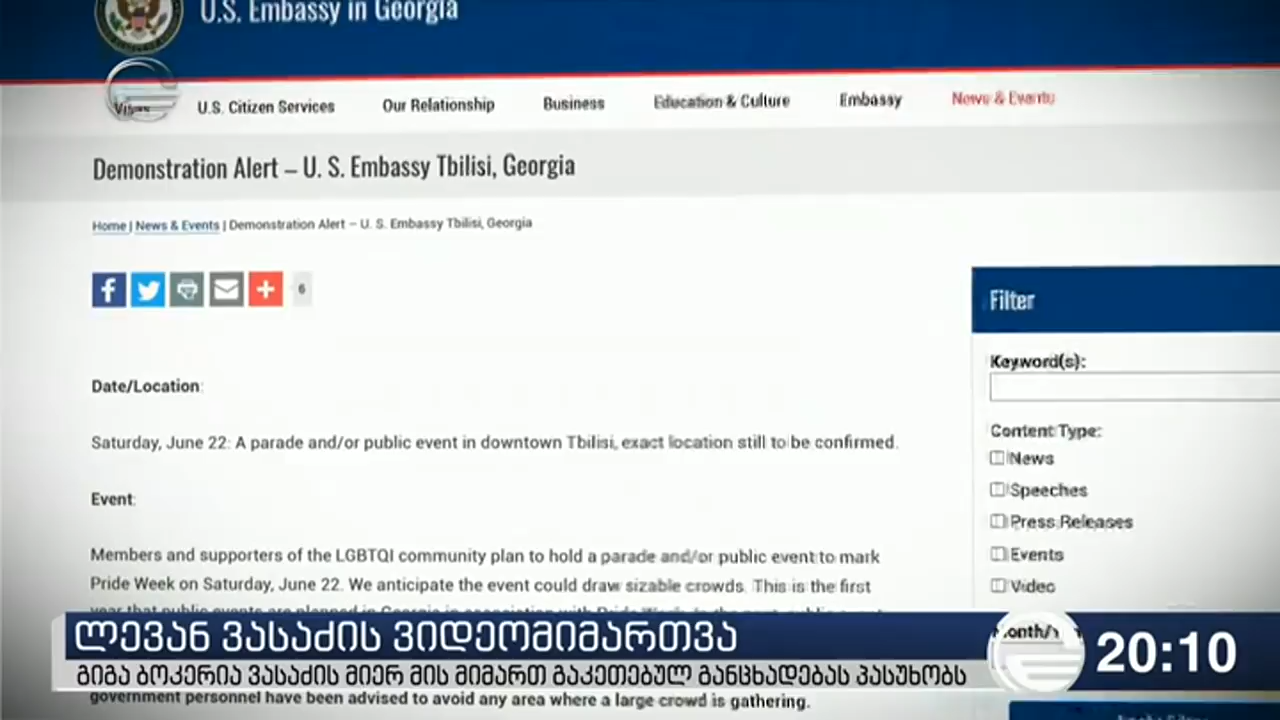 U.S. Embassy in Georgia
U.S. Citizen Services Our Relationship Business Education & Culture Embassy News & Events
Demonstration Alert – U. S. Embassy Tbilisi, Georgia
Home | News & Events | Demonstration Alert – U. S. Embassy Tbilisi, Georgia
6
Filter
Keyword(s):
Date/Location:
Content Type:
Saturday, June 22: A parade and/or public event in downtown Tbilisi, exact location still to be confirmed.
News
Speeches
Event:
Press Releases
Members and supporters of the LGBTQI community plan to hold a parade and/or public event to mark
Events
Pride Week on Saturday, June 22. We anticipate the event could draw sizable crowds. This is the first
Video
ლევან ვასაძის ვიდეომიმართვა
გიგა ბოკერია ვასაძის მიერ მის მიმართ გაკეთებულ განცხადებას პასუხობს
20:10
government personnel have been advised to avoid any area where a large crowd is gathering.